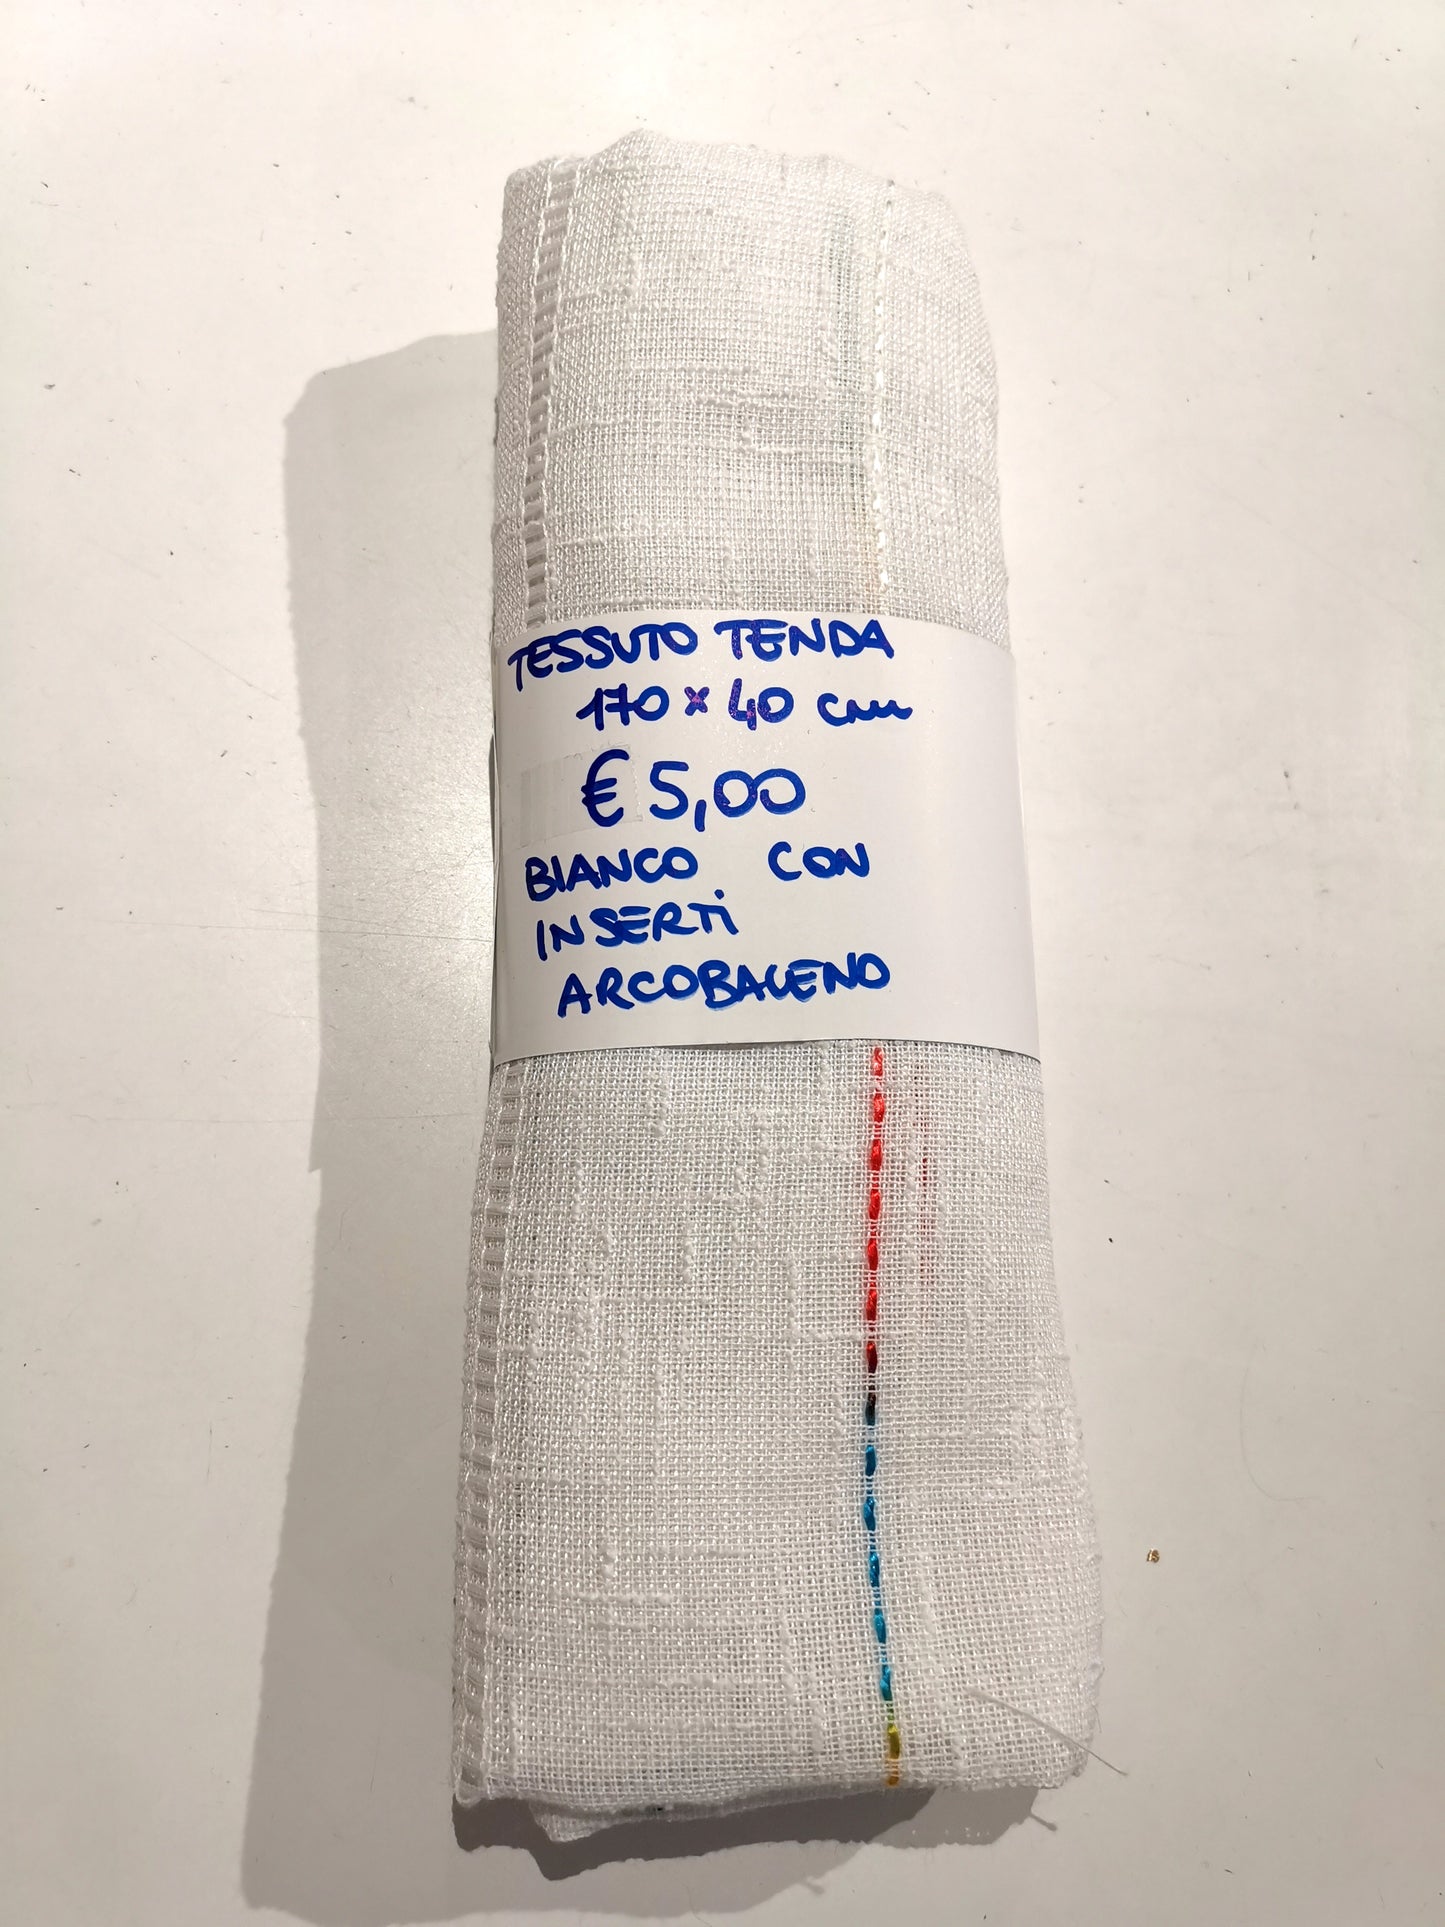 TESSUTO TENDA
170 x 40 cm
€ 5,00
BIANCO CON
INSERTi
ARCOBALENO